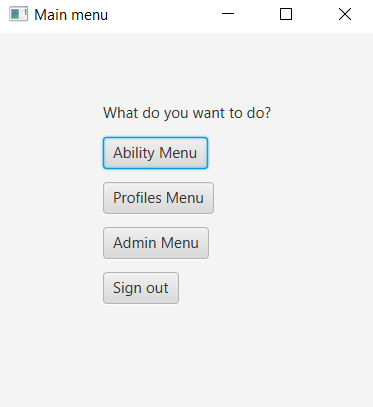 Main menu
What do you want to do?
Ability Menu
Profiles Menu
Admin Menu
Sign out